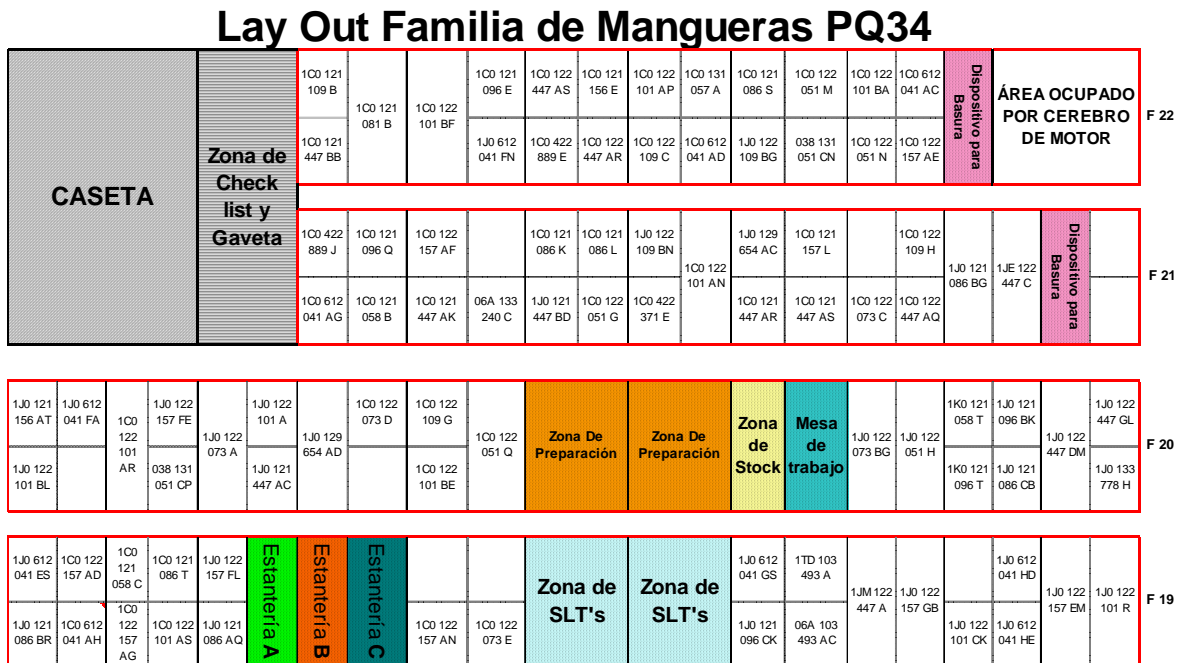 Lay Out Familia de Mangueras PQ34
CASETA
Zona de
Check
list y
Gaveta
1C0 121
109 B
1C0 121
447 BB
1C0 121
081 B
1C0 122
101 BF
1C0 121
096 E
1J0 612
041 FN
1C0 122
447 AS
1C0 422
889 E
1C0 121
156 E
1C0 122
447 AR
1C0 122
101 AP
1C0 122
109 C
1C0 131
057 A
1C0 612
041 AD
1C0 121
086 S
1J0 122
109 BG
1C0 122
051 M
038 131
051 CN
1C0 122
101 BA
1C0 122
051 N
1C0 612
041 AC
1C0 122
157 AE
Dispositivo para
Basura
ÁREA OCUPADO
POR CEREBRO
DE MOTOR
F 22
1C0 422
889 J
1C0 612
041 AG
1C0 121
096 Q
1C0 121
058 B
1C0 122
157 AF
1C0 121
447 AK
06A 133
240 C
1C0 121
086 K
1J0 121
447 BD
1C0 121
086 L
1C0 122
051 G
1J0 122
109 BN
1C0 422
371 E
1C0 122
101 AN
1J0 129
654 AC
1C0 121
447 AR
1C0 121
157 L
1C0 121
447 AS
1C0 122
073 C
1C0 122
109 H
1C0 122
447 AQ
1J0 121
086 BG
1JE 122
447 C
Dispositivo para
Basura
F 21
1J0 121
156 AT
1J0 122
101 BL
1J0 612
041 FA
1C0
122
101
AR
1J0 122
157 FE
038 131
051 CP
1J0 122
073 A
1J0 122
101 A
1J0 121
447 AC
1J0 129
654 AD
1C0 122
073 D
1C0 122
109 G
1C0 122
101 BE
1C0 122
051 Q
Zona De
Preparación
Zona De
Preparación
Zona
de
Stock
Mesa
de
trabajo
1J0 122
073 BG
1J0 122
051 H
1K0 121
058 T
1K0 121
096 T
1J0 121
096 BK
1J0 121
086 CB
1J0 122
447 DM
1J0 122
447 GL
1J0 133
778 H
F 20
1J0 612
041 ES
1J0 121
086 BR
1C0 122
157 AD
1C0 612
041 AH
1C0
121
058 C
1C0
122
157
AG
1C0 121
086 T
1C0 122
101 AS
1J0 122
157 FL
1J0 121
086 AQ
Estantería A
Estantería B
Estantería C
1C0 122
157 AN
1C0 122
073 E
Zona de
SLT's
Zona de
SLT's
1J0 612
041 GS
1J0 121
096 CK
1TD 103
493 A
06A 103
493 AC
1JM 122
447 A
1J0 122
157 GB
1J0 122
101 CK
1J0 612
041 HD
1J0 612
041 HE
1J0 122
157 EM
1J0 122
101 R
F 19